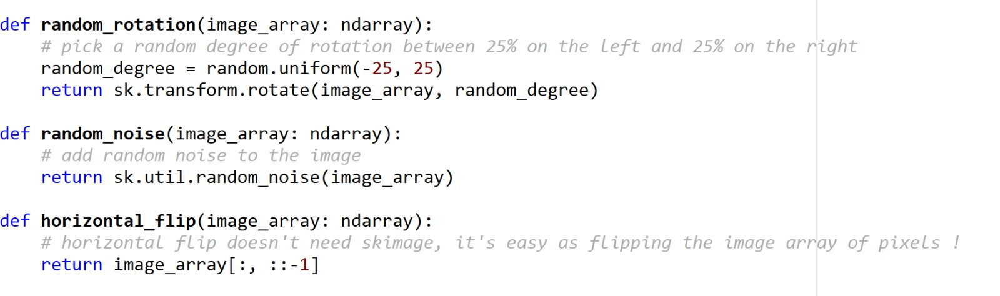 def random_rotation(image_array: ndarray):
    # pick a random degree of rotation between 25% on the left and 25% on the right
    random_degree = random.uniform(-25, 25)
    return sk.transform.rotate(image_array, random_degree)
def random_noise(image_array: ndarray):
    # add random noise to the image
    return sk.util.random_noise(image_array)
def horizontal_flip(image_array: ndarray):
    # horizontal flip doesn't need skimage, it's easy as flipping the image array of pixels !
    return image_array[:, ::-1]